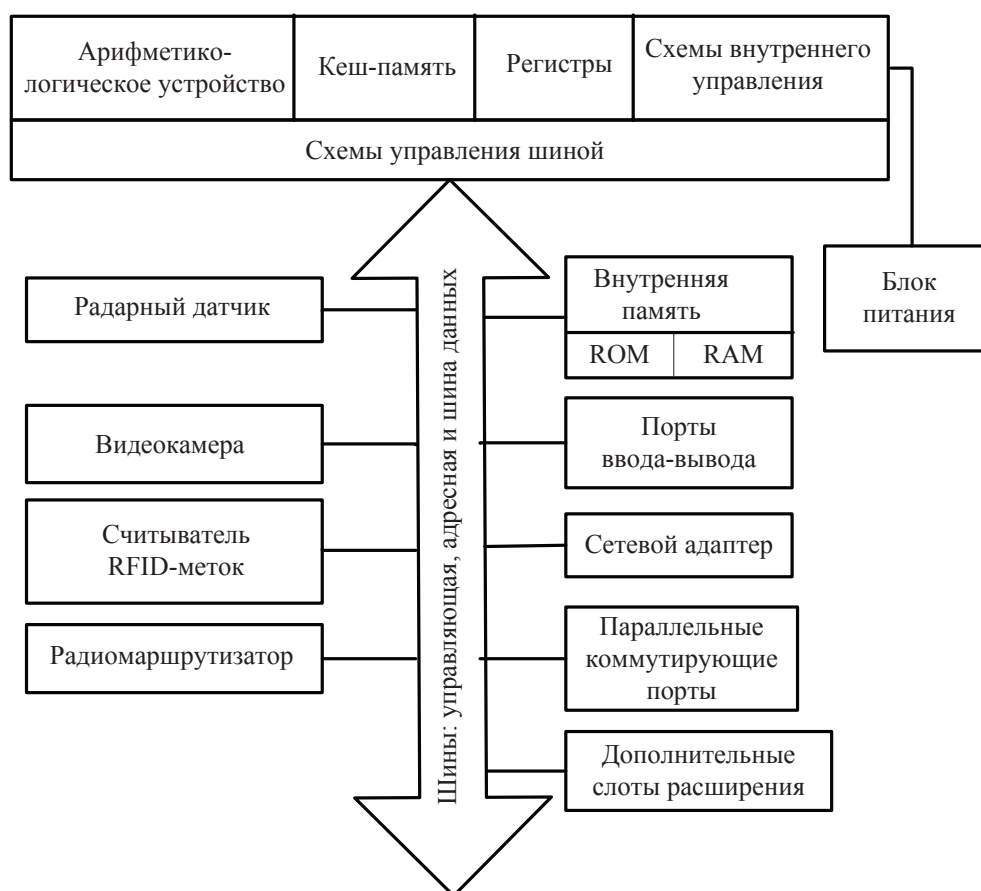 Арифметико-
логическое устройство
Кеш-память
Регистры
Схемы внутреннего
управления
Схемы управления шиной
Блок
питания
Шины: управляющая, адресная и шина данных
Радарный датчик
Видеокамера
Считыватель
RFID-меток
Радиомаршрутизатор
Внутренняя
память
ROM
RAM
Порты
ввода-вывода
Сетевой адаптер
Параллельные
коммутирующие
порты
Дополнительные
слоты расширения